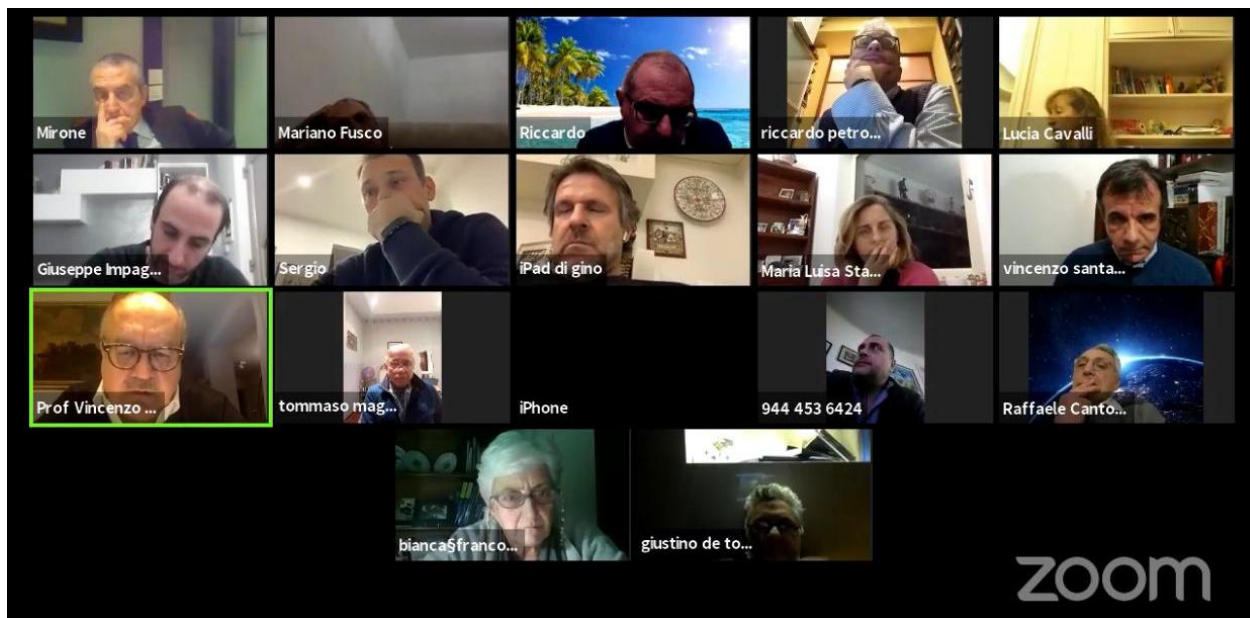 Mirone
Mariano Fusco
Riccardo
riccardo petro...
Lucia Cavalli
Giuseppe Impag...
Sergio
iPad di gino
Maria Luisa Sta...
vincenzo santa...
Prof Vincenzo ...
tommaso mag...
iPhone
944 453 6424
Raffaele Canto...
bianca§franco...
giustino de to...
zoom